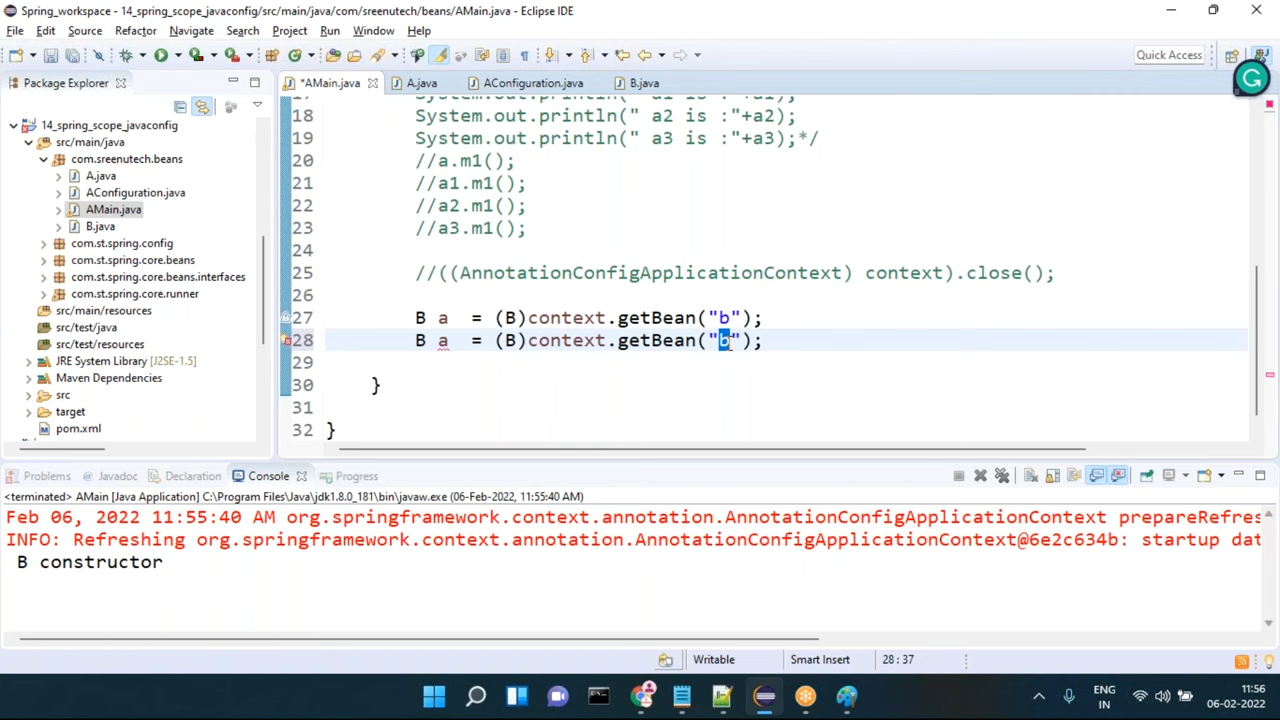 Spring_workspace - 14_spring_scope_javaconfig/src/main/java/com/sreenutech/beans/AMain.java - Eclipse IDE
File Edit Source Refactor Navigate Search Project Run Window Help
Quick Access
Package Explorer
*AMain.java A.java AConfiguration.java B.java
14_spring_scope_javaconfig
src/main/java
com.sreenutech.beans
A.java
AConfiguration.java
AMain.java
B.java
com.st.spring.config
com.st.spring.core.beans
com.st.spring.core.beans.interfaces
com.st.spring.core.runner
src/main/resources
src/test/java
src/test/resources
JRE System Library [J2SE-1.5]
Maven Dependencies
src
target
pom.xml
17 System.out.println(" a1 is :"+a1);
18 System.out.println(" a2 is :"+a2);
19 System.out.println(" a3 is :"+a3);*/
20 //a.m1();
21 //a1.m1();
22 //a2.m1();
23 //a3.m1();
24
25 //((AnnotationConfigApplicationContext) context).close();
26
27 B a = (B)context.getBean("b");
28 B a = (B)context.getBean("b");
29
30 }
31
32 }
Problems Javadoc Declaration Console Progress
<terminated> AMain [Java Application] C:\Program Files\Java\jdk1.8.0_181\bin\javaw.exe (06-Feb-2022, 11:55:40 AM)
Feb 06, 2022 11:55:40 AM org.springframework.context.annotation.AnnotationConfigApplicationContext prepareRefres
INFO: Refreshing org.springframework.context.annotation.AnnotationConfigApplicationContext@6e2c634b: startup dat
B constructor
Writable Smart Insert 28 : 37
ENG
IN
11:56
06-02-2022